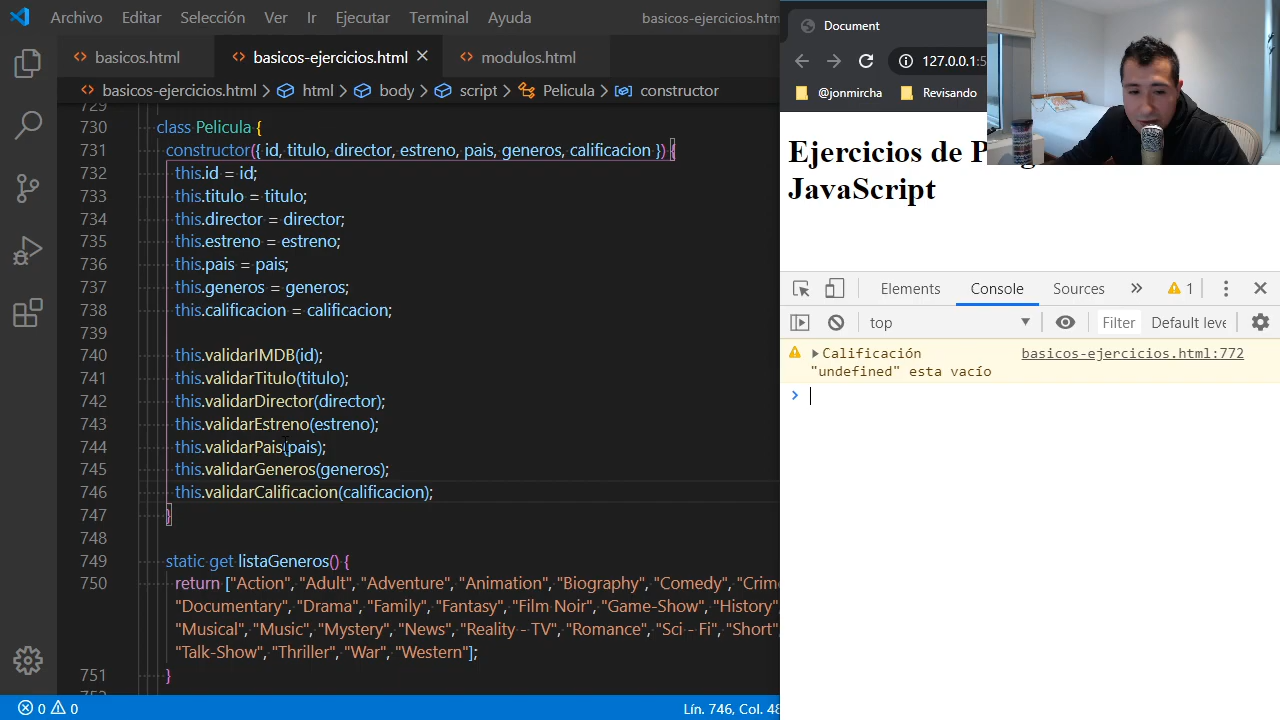 Archivo Editar Selección Ver Ir Ejecutar Terminal Ayuda basicos-ejercicios.htm
basicos.html basicos-ejercicios.html modulos.html
basicos-ejercicios.html > html > body > script > Pelicula > constructor
729
730 class Pelicula {
731 constructor({ id, titulo, director, estreno, pais, generos, calificacion }) {
732 this.id = id;
733 this.titulo = titulo;
734 this.director = director;
735 this.estreno = estreno;
736 this.pais = pais;
737 this.generos = generos;
738 this.calificacion = calificacion;
739
740 this.validarIMDB(id);
741 this.validarTitulo(titulo);
742 this.validarDirector(director);
743 this.validarEstreno(estreno);
744 this.validarPais(pais);
745 this.validarGeneros(generos);
746 this.validarCalificacion(calificacion);
747 }
748
749 static get listaGeneros() {
750 return ["Action", "Adult", "Adventure", "Animation", "Biography", "Comedy", "Crime
"Documentary", "Drama", "Family", "Fantasy", "Film Noir", "Game-Show", "History",
"Musical", "Music", "Mystery", "News", "Reality - TV", "Romance", "Sci - Fi", "Short",
"Talk-Show", "Thriller", "War", "Western"];
751 }
0 0 Lín. 746, Col. 48
Document
127.0.0.1:5
@jonmircha Revisando
Ejercicios de
JavaScript
Elements Console Sources » 1
top Filter Default leve
Calificación basicos-ejercicios.html:772
"undefined" esta vacío